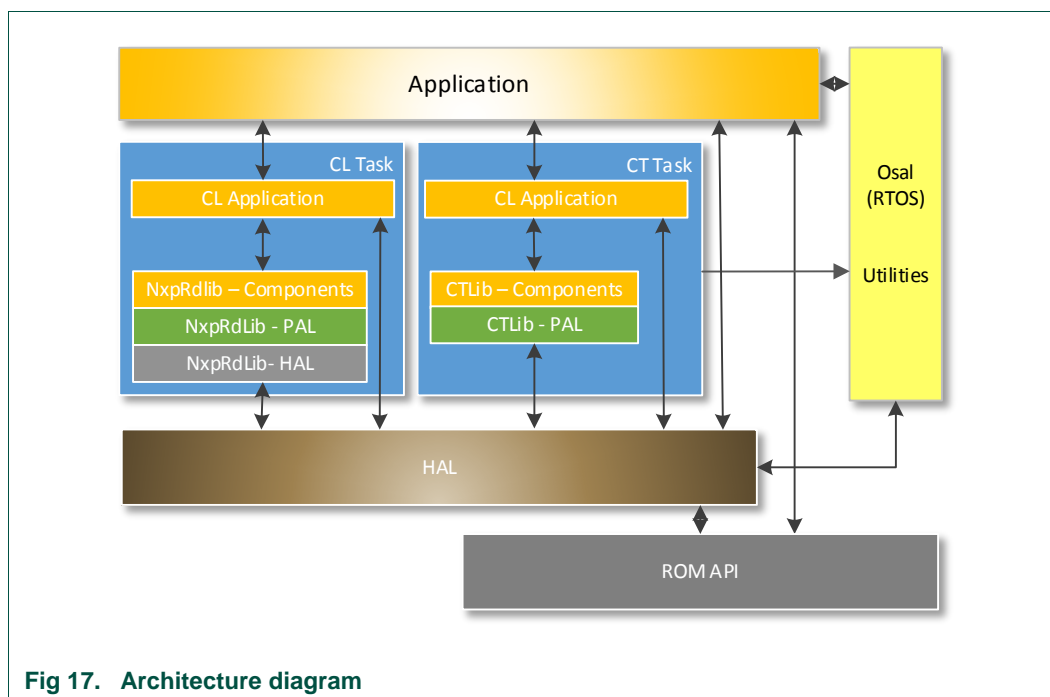 Application
CL Task
CL Application
NxpRdlib – Components
NxpRdLib - PAL
NxpRdLib- HAL
CT Task
CL Application
CTLib – Components
CTLib - PAL
Osal
(RTOS)
Utilities
HAL
ROM API
Fig 17. Architecture diagram